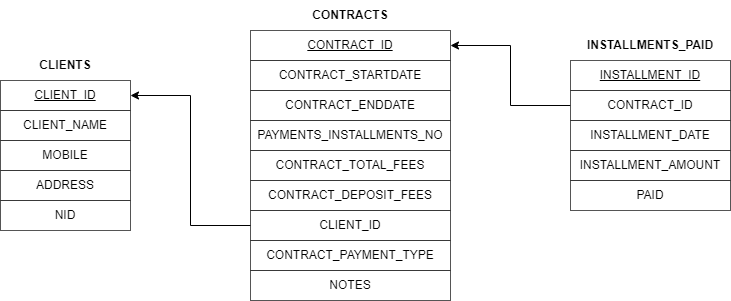 CLIENTS
CLIENT_ID
CLIENT_NAME
MOBILE
ADDRESS
NID
CONTRACTS
CONTRACT_ID
CONTRACT_STARTDATE
CONTRACT_ENDDATE
PAYMENTS_INSTALLMENTS_NO
CONTRACT_TOTAL_FEES
CONTRACT_DEPOSIT_FEES
CLIENT_ID
CONTRACT_PAYMENT_TYPE
NOTES
INSTALLMENTS_PAID
INSTALLMENT_ID
CONTRACT_ID
INSTALLMENT_DATE
INSTALLMENT_AMOUNT
PAID